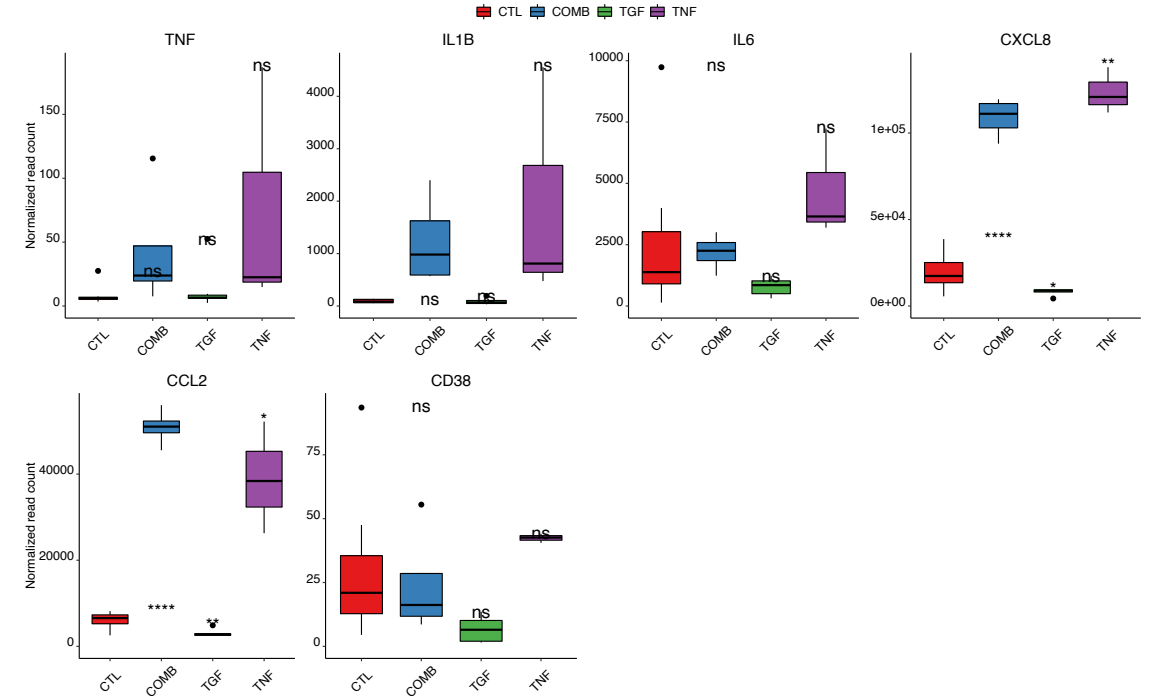 CTL COMB TGF TNF
TNF IL1B IL6 CXCL8
Normalized read count
150
100
50
0
ns
ns
ns
CTL COMB TGF TNF
4000
3000
2000
1000
0
ns
ns
ns
CTL COMB TGF TNF
10000
7500
5000
2500
0
ns
ns
ns
CTL COMB TGF TNF
1e+05
5e+04
0e+00
**
****
*
CTL COMB TGF TNF
CCL2 CD38
Normalized read count
40000
20000
0
*
****
**
CTL COMB TGF TNF
75
50
25
0
ns
ns
ns
CTL COMB TGF TNF